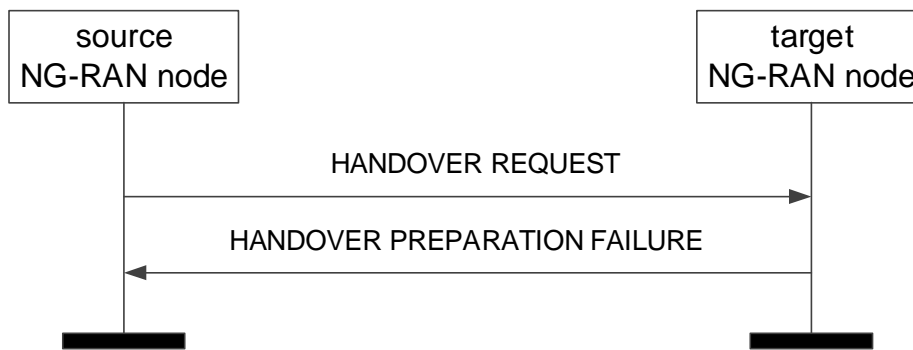 source
NG-RAN node
target
NG-RAN node
HANDOVER REQUEST
HANDOVER PREPARATION FAILURE